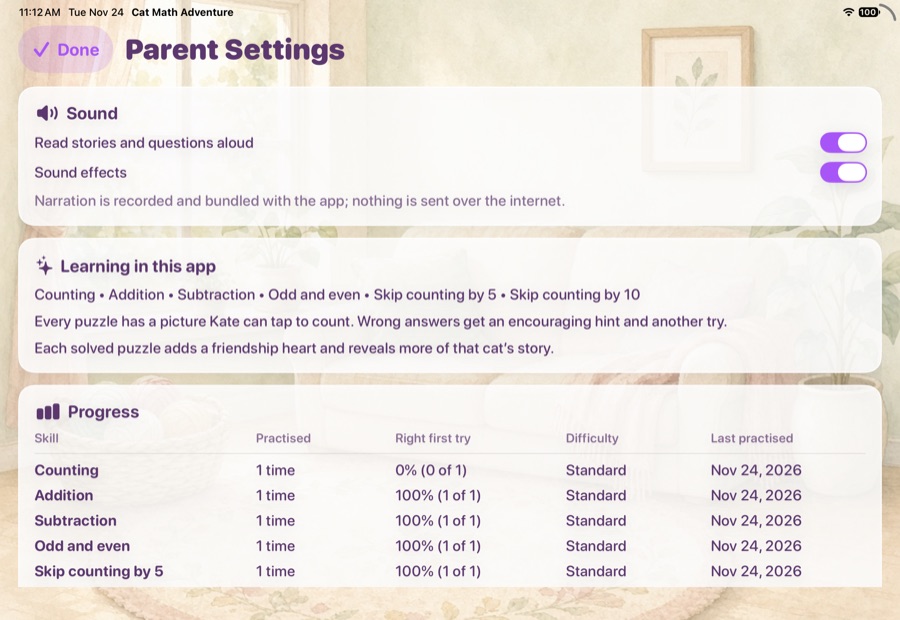 11:12 AM Tue Nov 24 Cat Math Adventure 100
Done
Parent Settings
Sound
Read stories and questions aloud
Sound effects
Narration is recorded and bundled with the app; nothing is sent over the internet.
Learning in this app
Counting • Addition • Subtraction • Odd and even • Skip counting by 5 • Skip counting by 10
Every puzzle has a picture Kate can tap to count. Wrong answers get an encouraging hint and another try.
Each solved puzzle adds a friendship heart and reveals more of that cat’s story.
Progress
Skill Practised Right first try Difficulty Last practised
Counting 1 time 0% (0 of 1) Standard Nov 24, 2026
Addition 1 time 100% (1 of 1) Standard Nov 24, 2026
Subtraction 1 time 100% (1 of 1) Standard Nov 24, 2026
Odd and even 1 time 100% (1 of 1) Standard Nov 24, 2026
Skip counting by 5 1 time 100% (1 of 1) Standard Nov 24, 2026